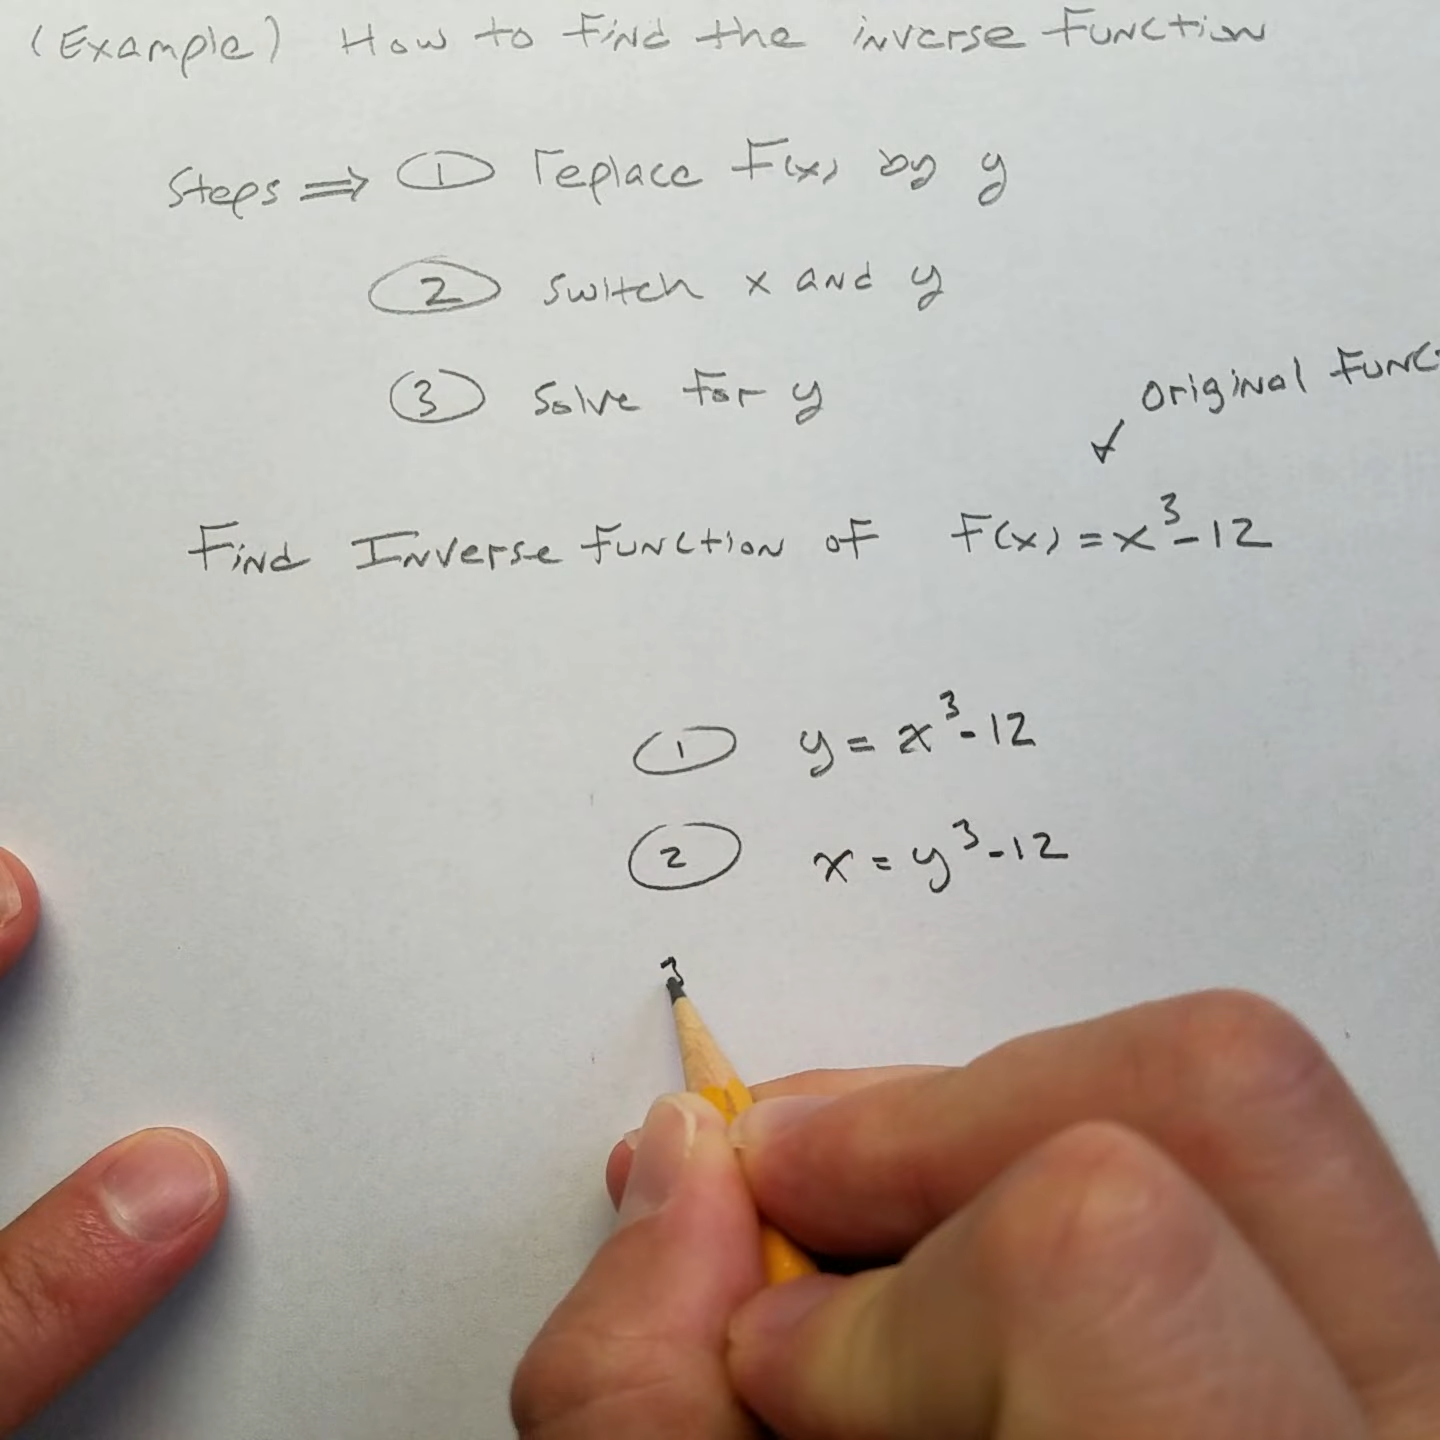 (Example) How to Find the inverse Function
Steps ⇒ ① replace F(x) by y
② switch x and y
③ Solve for y
original Func
Find Inverse Function of F(x) = x³-12
① y = x³-12
② x = y³-12
3